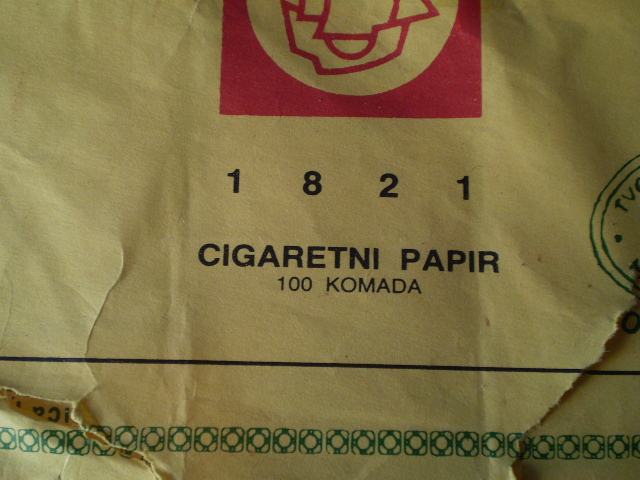 1 8 2 1
CIGARETNI PAPIR
100 KOMADA